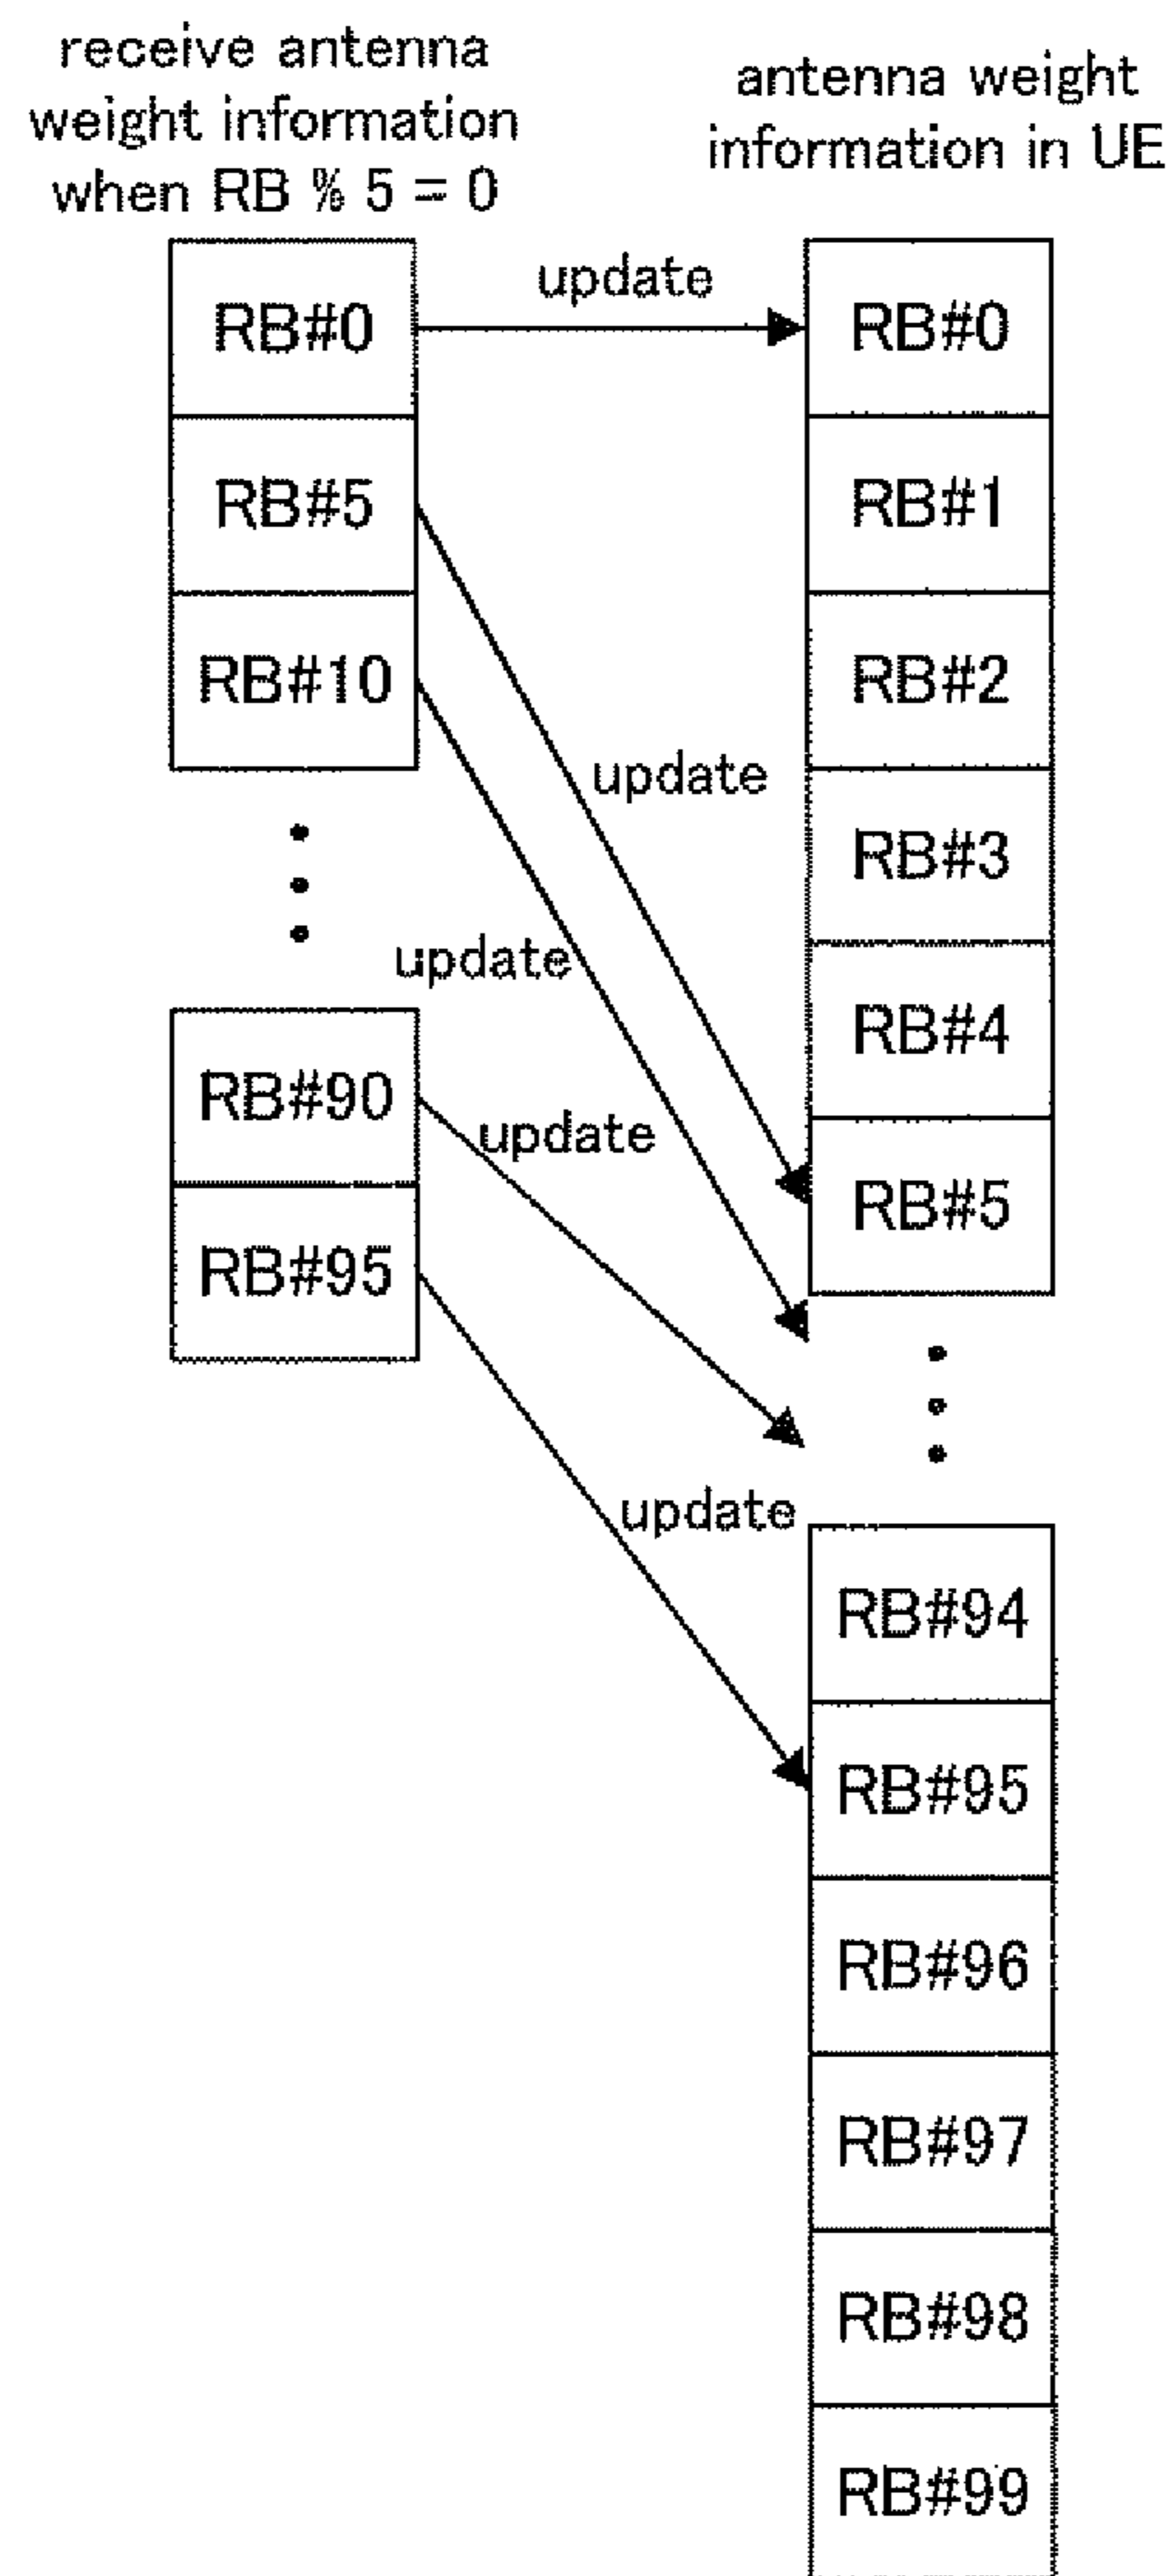 receive antenna
weight information
when RB % 5 = 0
antenna weight
information in UE
RB#0
RB#5
RB#10
RB#90
RB#95
update
update
update
update
update
RB#0
RB#1
RB#2
RB#3
RB#4
RB#5
RB#94
RB#95
RB#96
RB#97
RB#98
RB#99